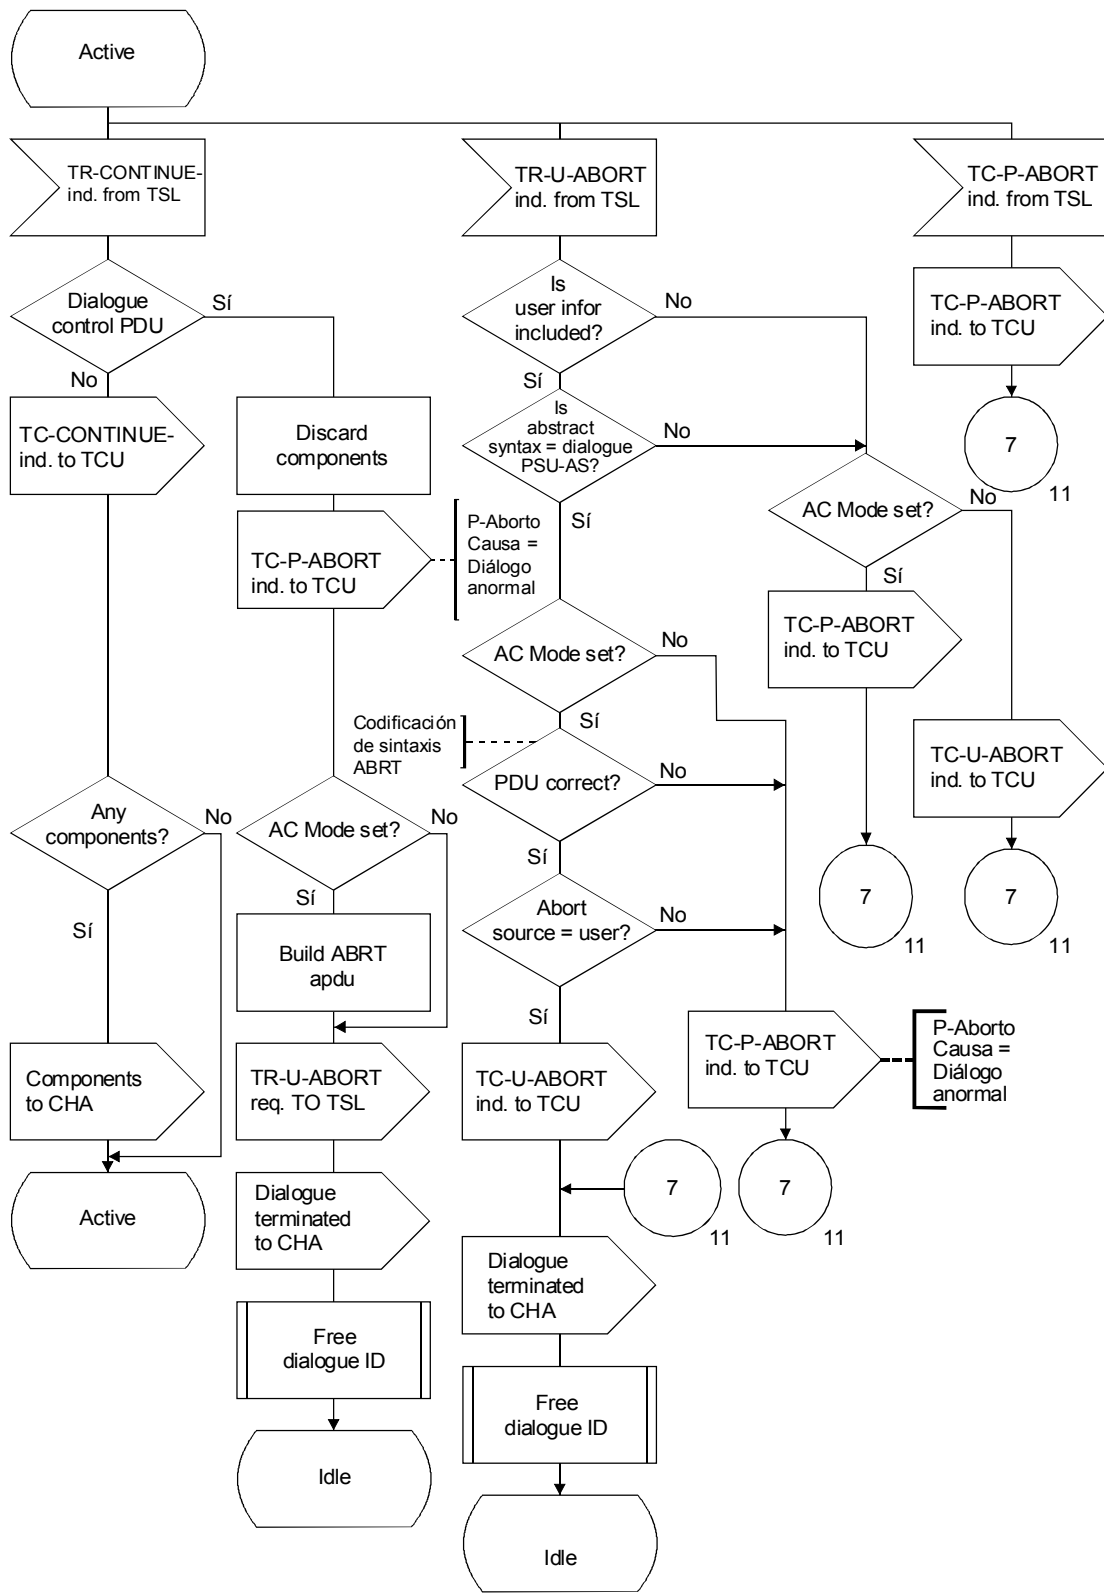 Active
TR-CONTINUE-
ind. from TSL
TR-U-ABORT
ind. from TSL
TC-P-ABORT
ind. from TSL
Dialogue
control PDU
Sí
No
Is
user infor
included?
No
Sí
TC-P-ABORT
ind. to TCU
7
11
TC-CONTINUE-
ind. to TCU
Discard
components
Is
abstract
syntax = dialogue
PSU-AS?
No
Sí
AC Mode set?
No
Sí
TC-P-ABORT
ind. to TCU
P-Aborto
Causa =
Diálogo
anormal
TC-P-ABORT
ind. to TCU
AC Mode set?
No
Sí
Codificación
de sintaxis
ABRT
TC-U-ABORT
ind. to TCU
PDU correct?
No
Sí
Any
components?
No
Sí
AC Mode set?
No
Sí
7
11
7
11
Abort
source = user?
No
Sí
Build ABRT
apdu
Components
to CHA
TR-U-ABORT
req. TO TSL
TC-U-ABORT
ind. to TCU
TC-P-ABORT
ind. to TCU
P-Aborto
Causa =
Diálogo
anormal
Active
Dialogue
terminated
to CHA
7
11
7
11
Dialogue
terminated
to CHA
Free
dialogue ID
Free
dialogue ID
Idle
Idle